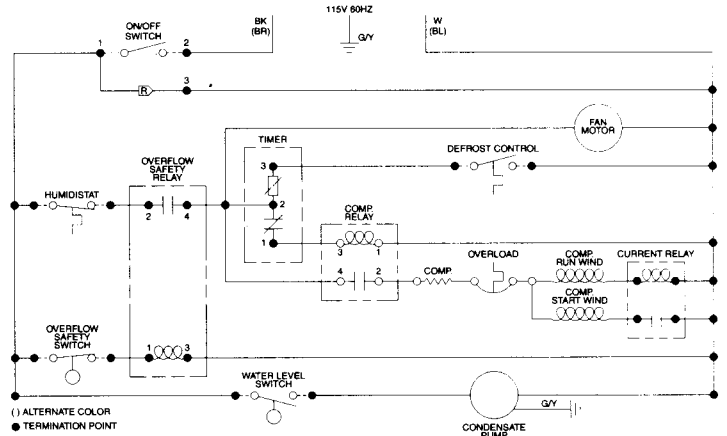 115V 60HZ
BK
(BR)
W
(BL)
G/Y
ON/OFF
SWITCH
1
2
R
3
FAN
MOTOR
TIMER
3
DEFROST CONTROL
OVERFLOW
SAFETY
RELAY
HUMIDISTAT
2
4
2
COMP.
RELAY
1
3
1
OVERLOAD
COMP.
RUN WIND
CURRENT RELAY
4
2
COMP.
COMP.
START WIND
OVERFLOW
SAFETY
SWITCH
1
3
WATER LEVEL
SWITCH
G/Y
( ) ALTERNATE COLOR
TERMINATION POINT
CONDENSATE
PUMP